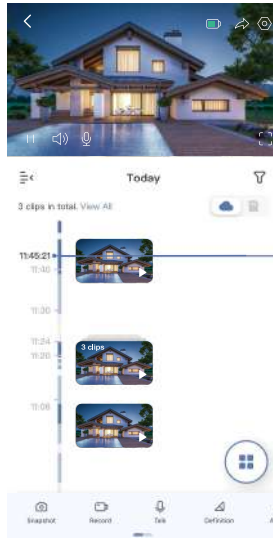 Today
3 clips in total. View All
11:45:21
11:40
11:30
11:24
11:20
3 clips
11:06
Snapshot
Record
Talk
Definition